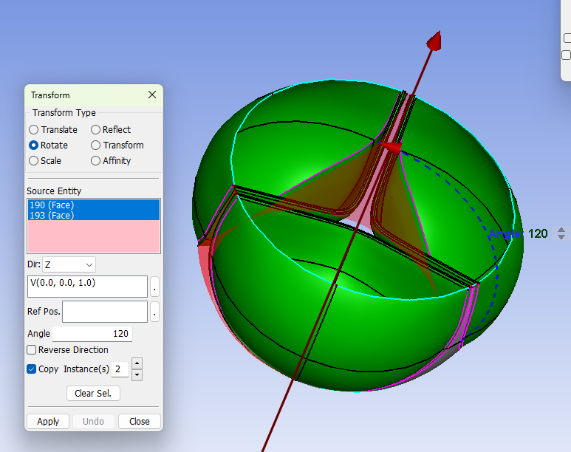 Transform
Transform Type
Translate Reflect
Rotate Transform
Scale Affinity
Source Entity
190 (Face)
193 (Face)
Dir: Z
V(0.0, 0.0, 1.0)
.
Ref Pos.
.
Angle 120
Reverse Direction
Copy Instance(s) 2
Clear Sel.
Apply Undo Close
Angle: 120